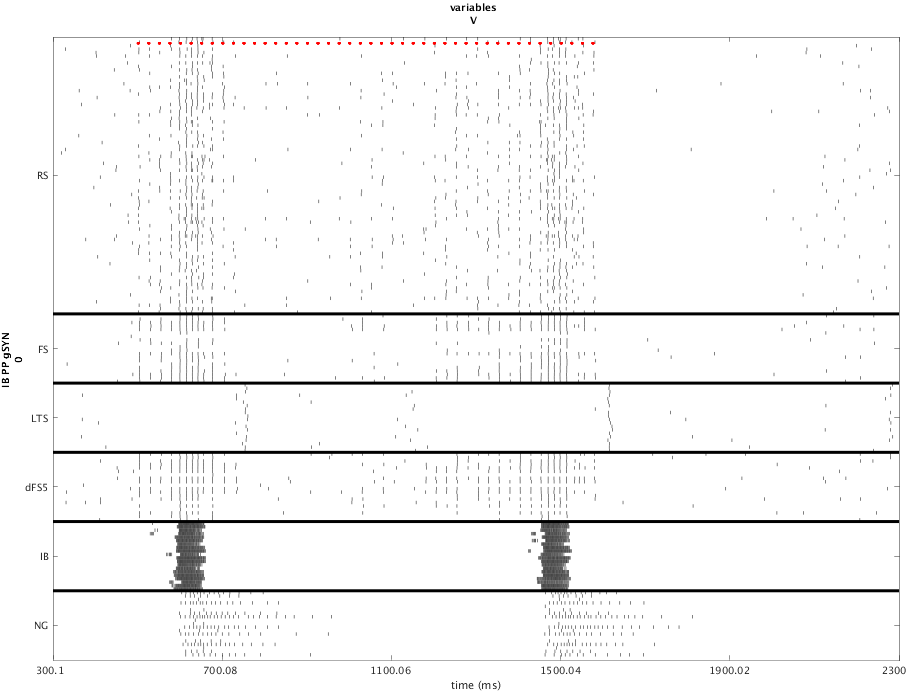 variables
V
RS
FS
LTS
dFS5
IB
NG
IB PP gSYN
0
300.1
700.08
1100.06
1500.04
1900.02
2300
time (ms)